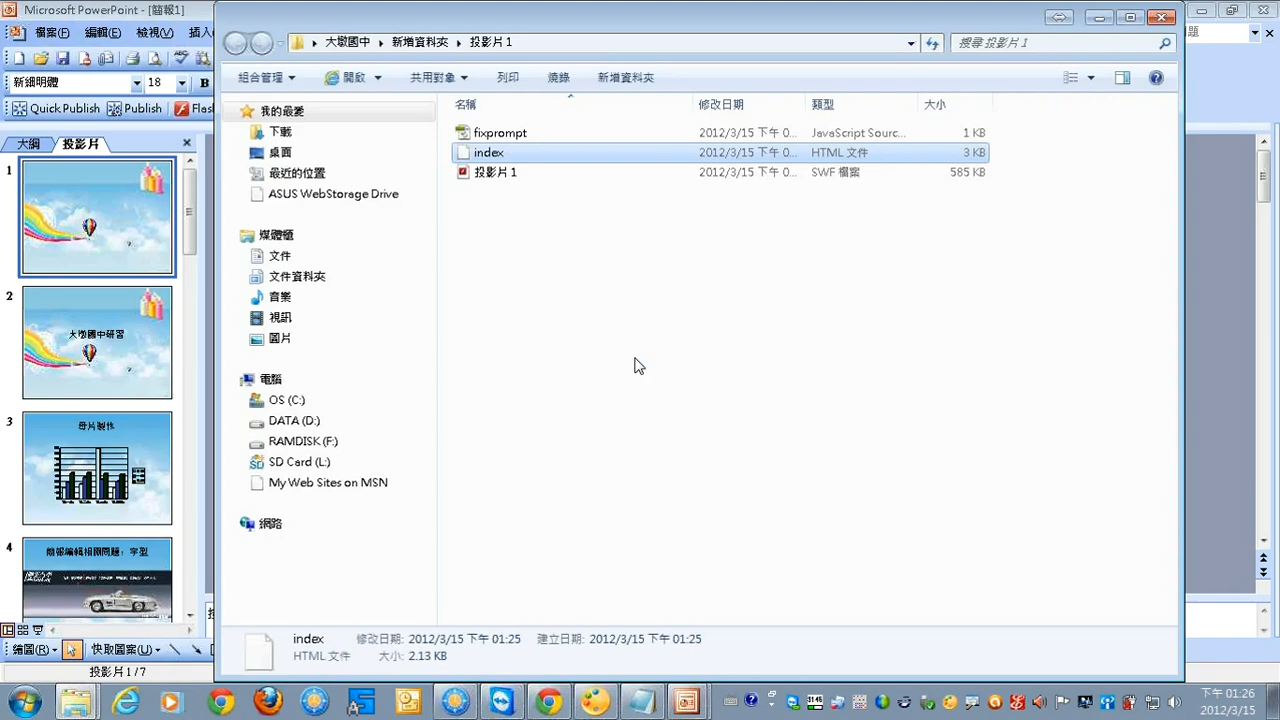 Microsoft PowerPoint - [簡報1]
檔案(F) 編輯(E) 檢視(V) 插入
新細明體 18 B
Quick Publish Publish Flas
大綱 投影片
1
2
大墩國中研習
3
母片製作
4
簡報編輯相關問題：字型
繪圖(R) 快取圖案(U)
投影片 1 / 7
大墩國中 新增資料夾 投影片1
搜尋 投影片1
組合管理 開啟 共用對象 列印 燒錄 新增資料夾
我的最愛
下載
桌面
最近的位置
ASUS WebStorage Drive
媒體櫃
文件
文件資料夾
音樂
視訊
圖片
電腦
OS (C:)
DATA (D:)
RAMDISK (F:)
SD Card (L:)
My Web Sites on MSN
網路
名稱 修改日期 類型 大小
fixprompt 2012/3/15 下午 0... JavaScript Sourc... 1 KB
index 2012/3/15 下午 0... HTML 文件 3 KB
投影片1 2012/3/15 下午 0... SWF 檔案 585 KB
index 修改日期: 2012/3/15 下午 01:25 建立日期: 2012/3/15 下午 01:25
HTML 文件 大小: 2.13 KB
題
下午 01:26
2012/3/15